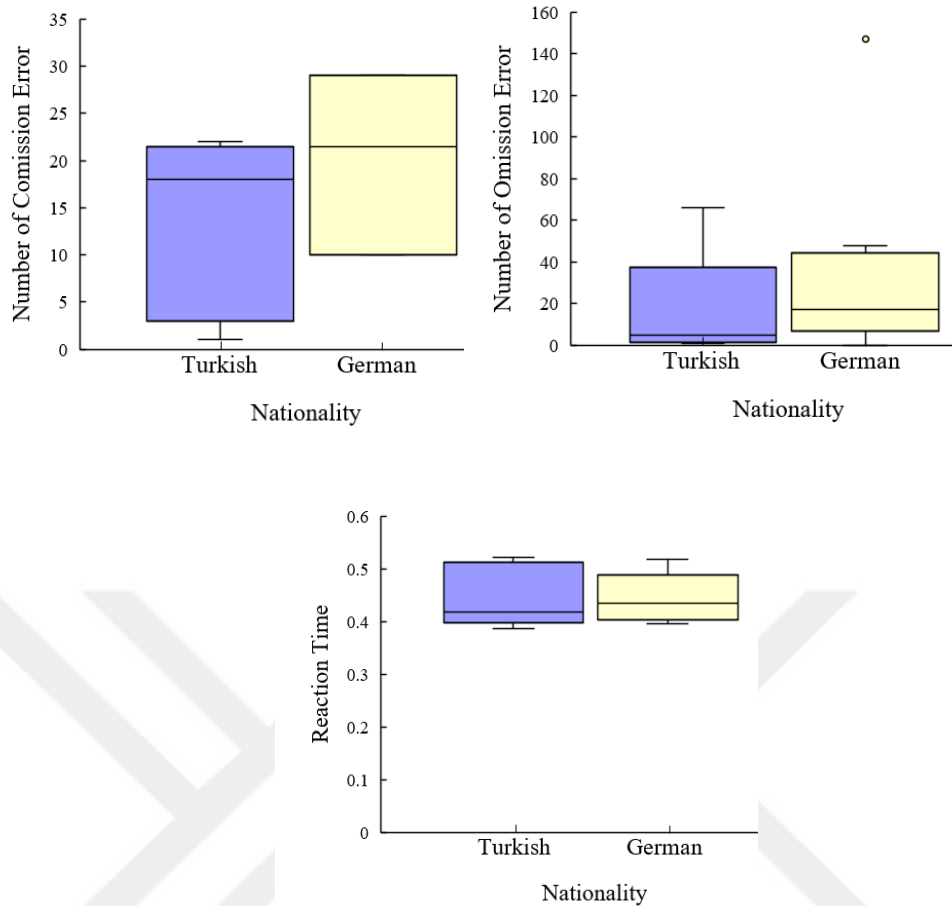 Number of Comission Error
35
30
25
20
15
10
5
0
Turkish German
Nationality
Number of Omission Error
160
140
120
100
80
60
40
20
0
Turkish German
Nationality
Reaction Time
0.6
0.5
0.4
0.3
0.2
0.1
0
Turkish German
Nationality